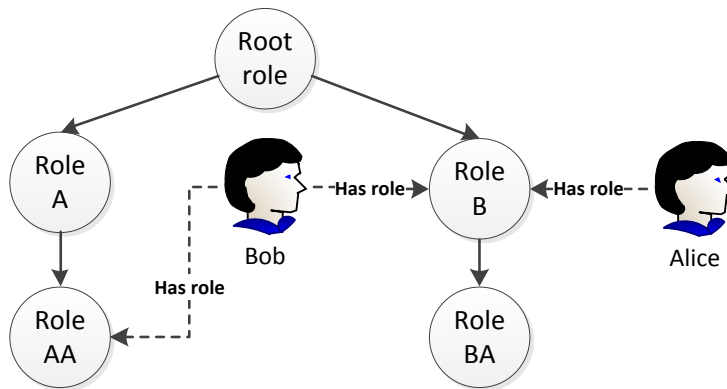 Root
role
Role
A
Has role
Role
B
Has role
Bob
Alice
Has role
Role
AA
Role
BA